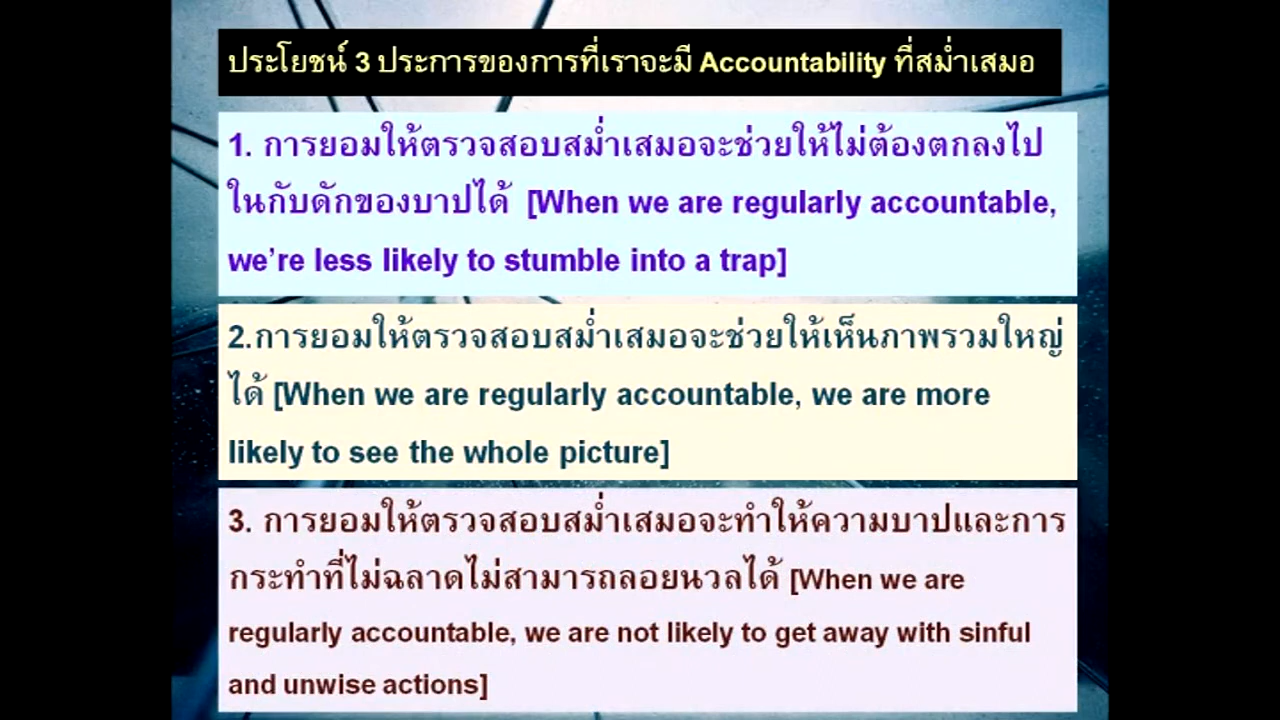 ประโยชน์ 3 ประการของการที่เราจะมี Accountability ที่สม่ำเสมอ
1. การยอมให้ตรวจสอบสม่ำเสมอจะช่วยให้ไม่ต้องตกลงไป
ในกับดักของบาปได้ [When we are regularly accountable,
we’re less likely to stumble into a trap]
2.การยอมให้ตรวจสอบสม่ำเสมอจะช่วยให้เห็นภาพรวมใหญ่
ได้ [When we are regularly accountable, we are more
likely to see the whole picture]
3. การยอมให้ตรวจสอบสม่ำเสมอจะทำให้ความบาปและการ
กระทำที่ไม่ฉลาดไม่สามารถลอยนวลได้ [When we are
regularly accountable, we are not likely to get away with sinful
and unwise actions]